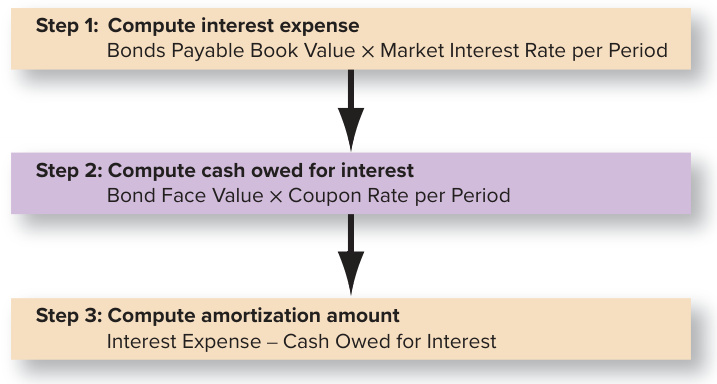 Step 1: Compute interest expense
Bonds Payable Book Value × Market Interest Rate per Period
Step 2: Compute cash owed for interest
Bond Face Value × Coupon Rate per Period
Step 3: Compute amortization amount
Interest Expense – Cash Owed for Interest